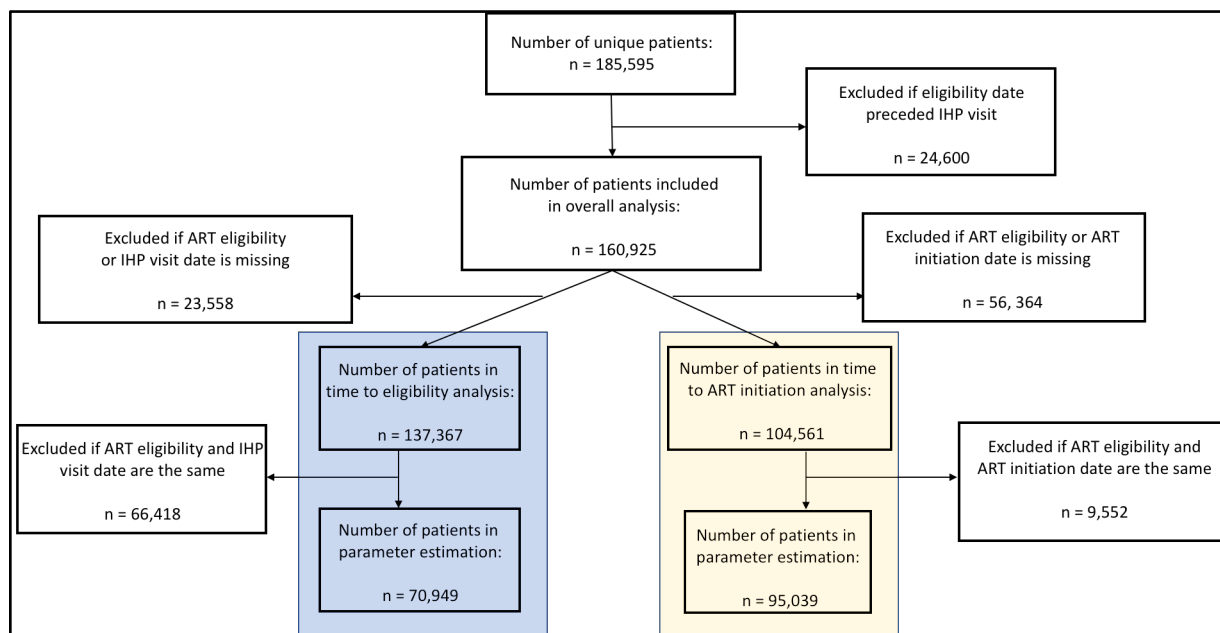 Number of unique patients:
n = 185,595
Excluded if eligibility date
preceded IHP visit
n = 24,600
Number of patients included
in overall analysis:
n = 160,925
Excluded if ART eligibility
or IHP visit date is missing
n = 23,558
Excluded if ART eligibility or ART
initiation date is missing
n = 56, 364
Number of patients in
time to eligibility analysis:
n = 137,367
Number of patients in time
to ART initiation analysis:
n = 104,561
Excluded if ART eligibility and IHP
visit date are the same
n = 66,418
Excluded if ART eligibility and
ART initiation date are the same
n = 9,552
Number of patients in
parameter estimation:
n = 70,949
Number of patients in
parameter estimation:
n = 95,039